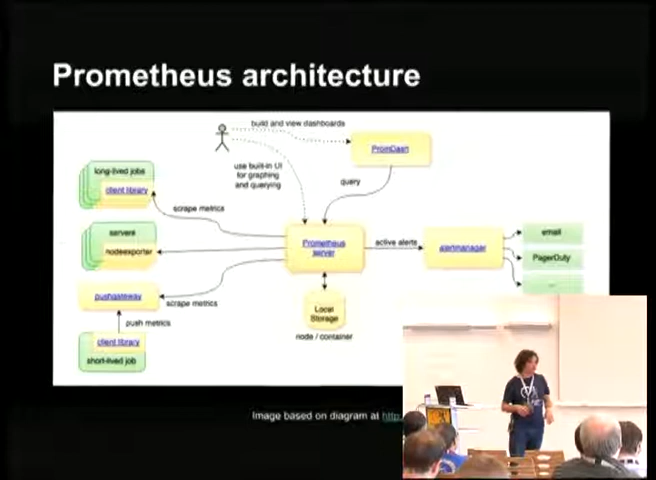 Prometheus architecture
build and view dashboards
PromDash
long-lived jobs
client library
use built-in UI
for graphing
and querying
query
scrape metrics
servers
nodeexporter
Prometheus
server
active alerts
alertmanager
email
PagerDuty
...
pushgateway
scrape metrics
push metrics
Local
Storage
node / container
client library
short-lived job
Image based on diagram at http